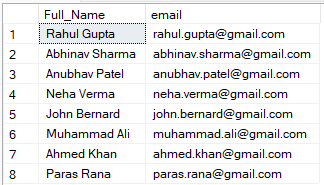 Full_Name email
1 Rahul Gupta rahul.gupta@gmail.com
2 Abhinav Sharma abhinav.sharma@gmail.com
3 Anubhav Patel anubhav.patel@gmail.com
4 Neha Verma neha.verma@gmail.com
5 John Bernard john.bernard@gmail.com
6 Muhammad Ali muhammad.ali@gmail.com
7 Ahmed Khan ahmed.khan@gmail.com
8 Paras Rana paras.rana@gmail.com